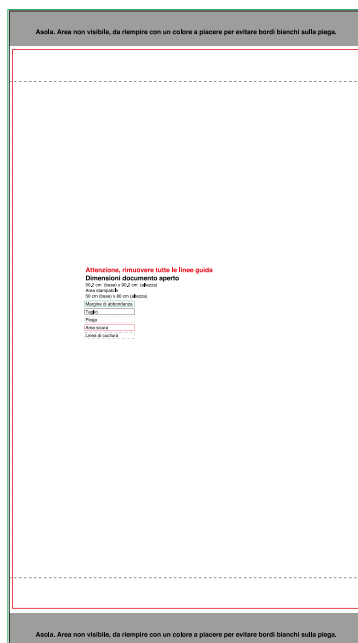 Asola. Area non visibile, da riempire con un colore a piacere per evitare bordi bianchi sulla piega.
Attenzione, rimuovere tutte le linee guida
Dimensioni documento aperto
50,2 cm (base) x 90,2 cm (altezza)
Area stampabile
50 cm (base) x 80 cm (altezza)
Margine di abbondanza
Taglio
Piega
Area sicura
Linea di cucitura
Asola. Area non visibile, da riempire con un colore a piacere per evitare bordi bianchi sulla piega.